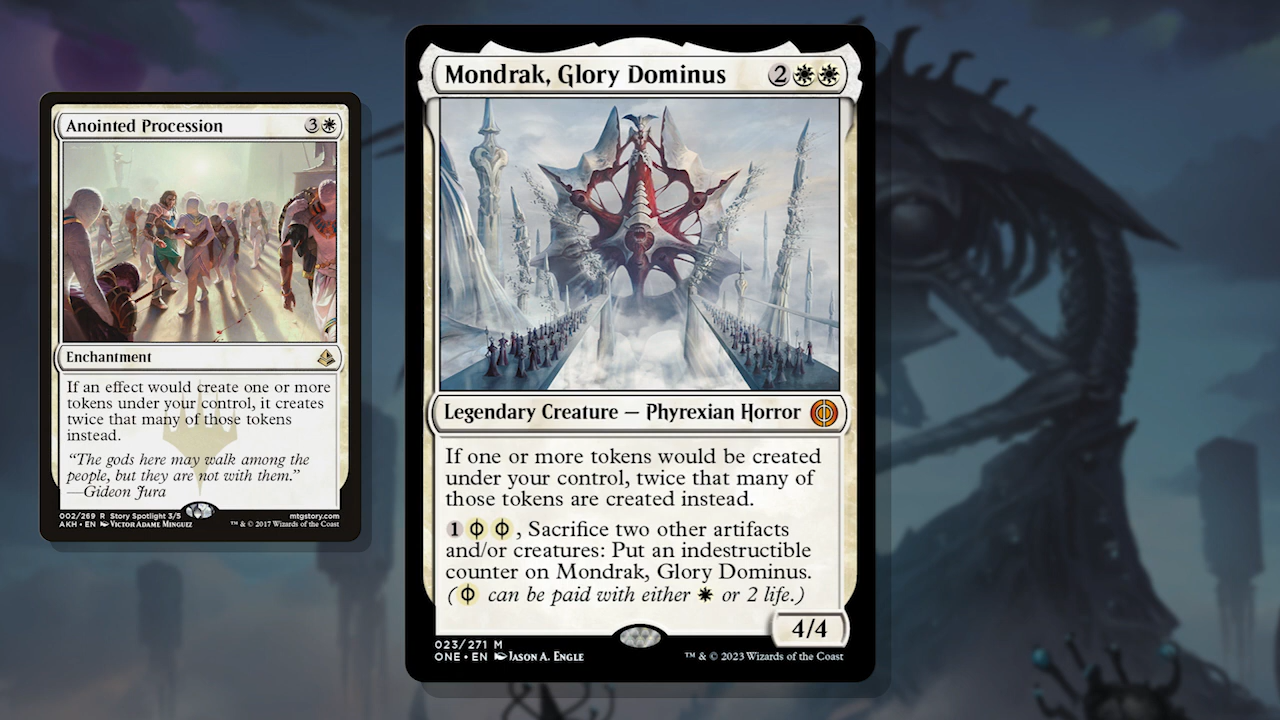 Anointed Procession 3
Enchantment
If an effect would create one or more
tokens under your control, it creates
twice that many of those tokens
instead.
“The gods here may walk among the
people, but they are not with them.”
—Gideon Jura
002/269 R Story Spotlight 3/5 mtgstory.com
AKH • EN Victor Adame Minguez ™ & © 2017 Wizards of the Coast
Mondrak, Glory Dominus 2
Legendary Creature — Phyrexian Horror
If one or more tokens would be created
under your control, twice that many of
those tokens are created instead.
1 , Sacrifice two other artifacts
and/or creatures: Put an indestructible
counter on Mondrak, Glory Dominus.
( can be paid with either or 2 life.)
4/4
023/271 M
ONE • EN Jason A. Engle ™ & © 2023 Wizards of the Coast